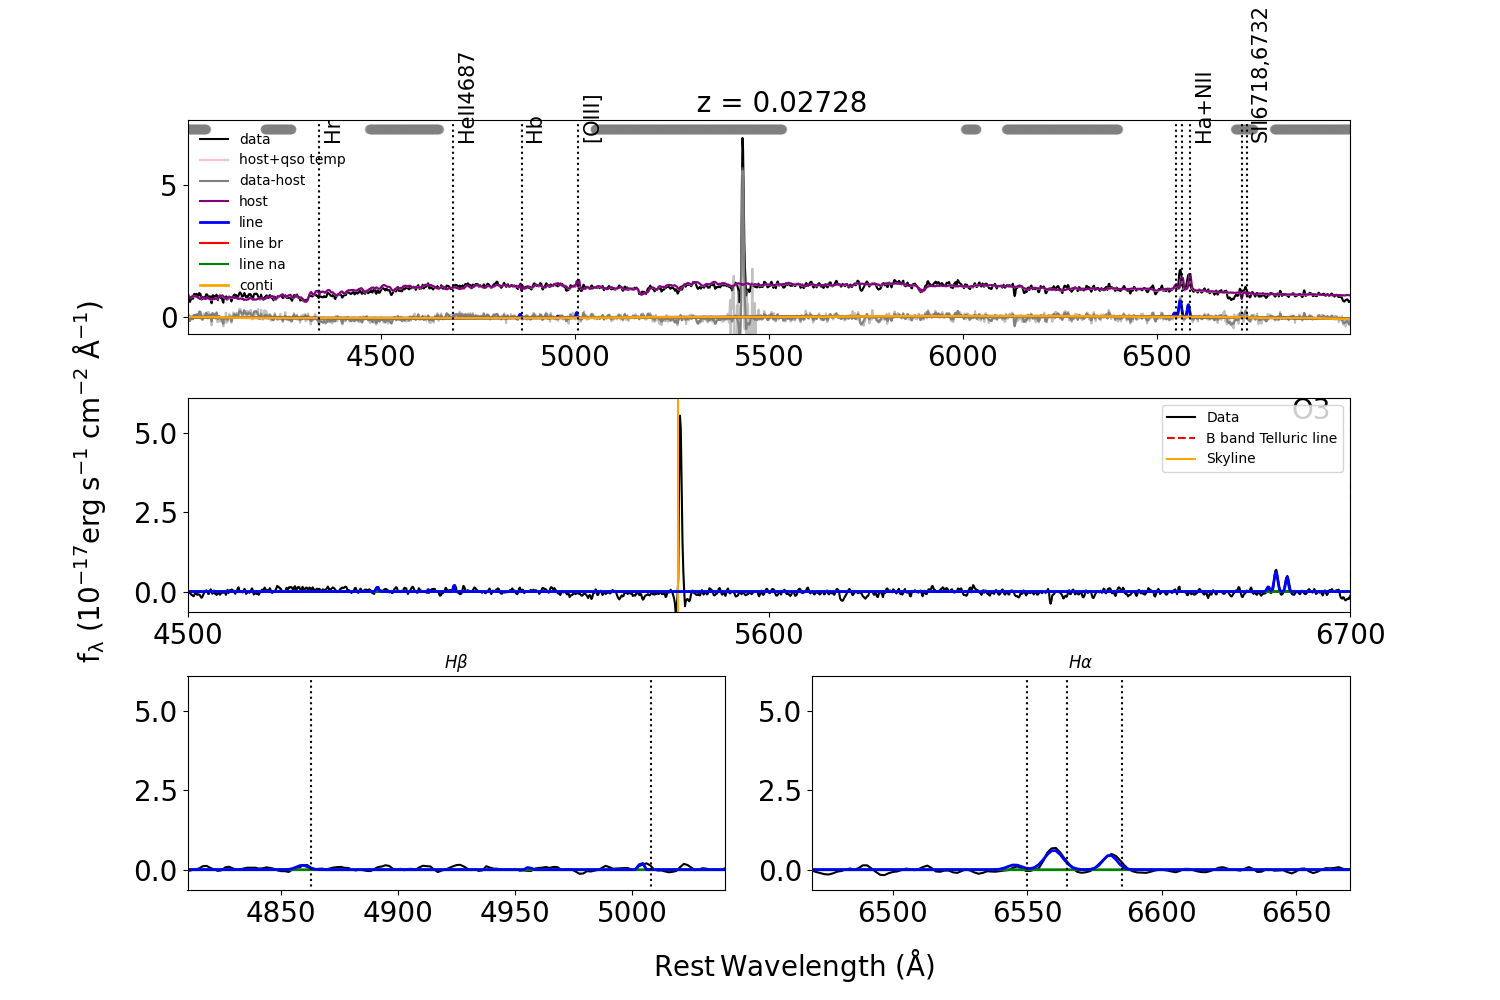 z = 0.02728
Hr
HeII4687
Hb
[OIII]
Ha+NII
SII6718,6732
data
host+qso temp
data-host
host
line
line br
line na
conti
5
0
4500
5000
5500
6000
6500
O3
Data
B band Telluric line
Skyline
5.0
2.5
0.0
4500
5600
6700
fλ (10⁻¹⁷erg s⁻¹ cm⁻² Å⁻¹)
Hβ
5.0
2.5
0.0
4850
4900
4950
5000
Hα
5.0
2.5
0.0
6500
6550
6600
6650
Rest Wavelength (Å)